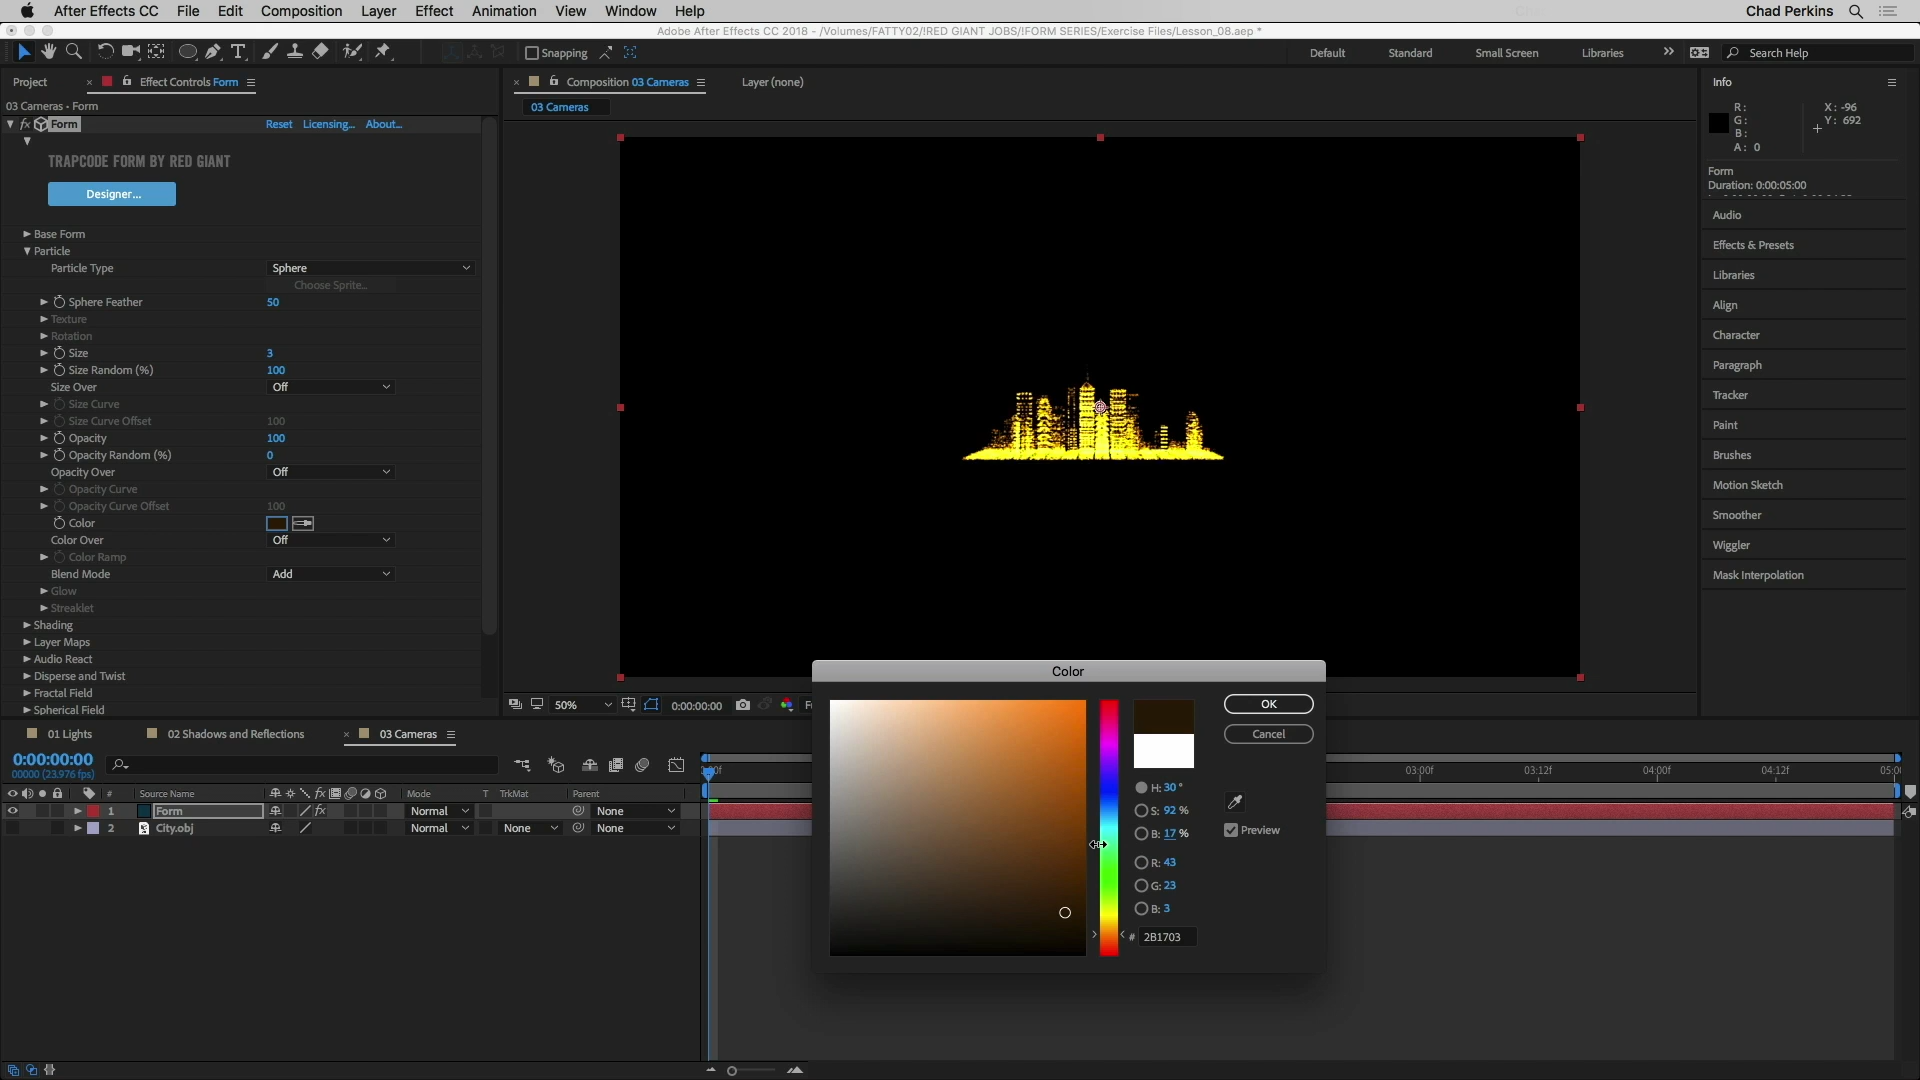 After Effects CC File Edit Composition Layer Effect Animation View Window Help Chad Perkins
Adobe After Effects CC 2018 - /Volumes/FATTY02/!RED GIANT JOBS/!FORM SERIES/Exercise Files/Lesson_08.aep *
Snapping Default Standard Small Screen Libraries Search Help
Project Effect Controls Form
03 Cameras • Form
fx Form Reset Licensing... About...
TRAPCODE FORM BY RED GIANT
Designer...
Base Form
Particle
Particle Type Sphere
Choose Sprite...
Sphere Feather 50
Texture
Rotation
Size 3
Size Random (%) 100
Size Over Off
Size Curve
Size Curve Offset 100
Opacity 100
Opacity Random (%) 0
Opacity Over Off
Opacity Curve
Opacity Curve Offset 100
Color
Color Over Off
Color Ramp
Blend Mode Add
Glow
Streaklet
Shading
Layer Maps
Audio React
Disperse and Twist
Fractal Field
Spherical Field
Composition 03 Cameras Layer (none)
03 Cameras
50% 0:00:00:00
Info
R: X: -96
G: Y: 692
B:
A: 0
Form
Duration: 0:00:05:00
Audio
Effects & Presets
Libraries
Align
Character
Paragraph
Tracker
Paint
Brushes
Motion Sketch
Smoother
Wiggler
Mask Interpolation
Color
OK
Cancel
H: 30 °
S: 92 %
B: 17 %
Preview
R: 43
G: 23
B: 3
# 2B1703
01 Lights 02 Shadows and Reflections 03 Cameras
0:00:00:00
00000 (23.976 fps)
03:00f 03:12f 04:00f 04:12f
# Source Name fx Mode T TrkMat Parent
1 Form fx Normal None
2 City.obj Normal None None